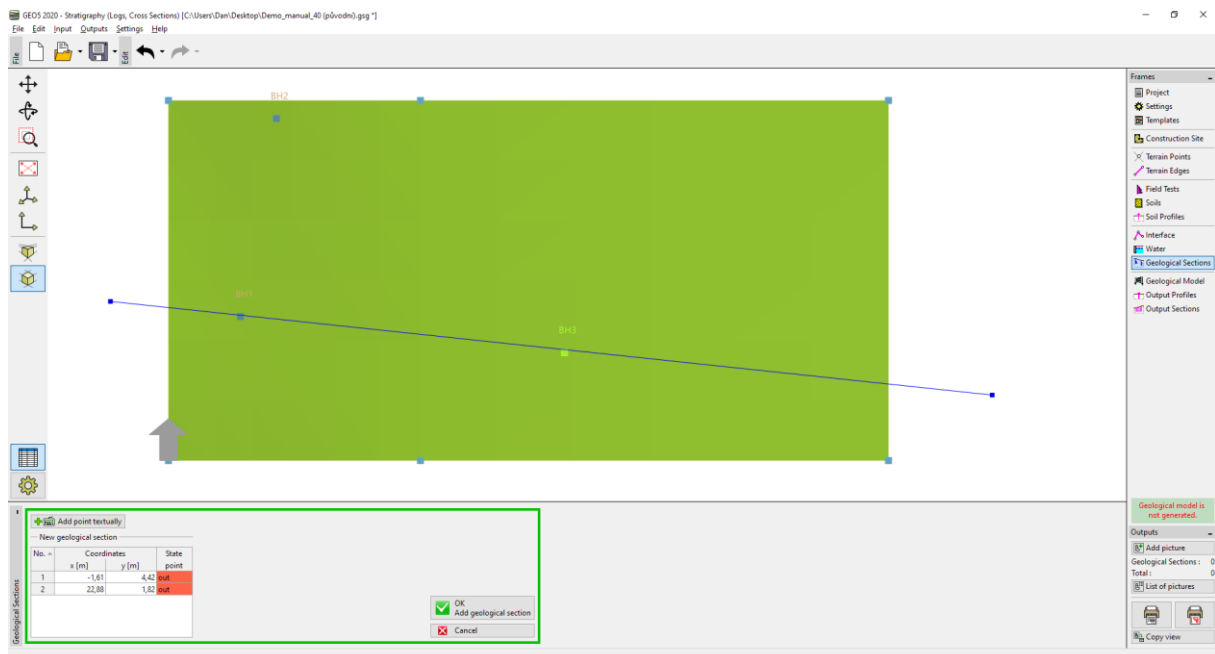 GEO5 2020 - Stratigraphy (Logs, Cross Sections) [C:\Users\Dan\Desktop\Demo_manual_40 (původní).gsg *]
File Edit Input Outputs Settings Help
File
Edit
BH2
BH1
BH3
Frames
Project
Settings
Templates
Construction Site
Terrain Points
Terrain Edges
Field Tests
Soils
Soil Profiles
Interface
Water
Geological Sections
Geological Model
Output Profiles
Output Sections
Geological Sections
Add point textually
New geological section
No. Coordinates State
x [m] y [m] point
1 -1,61 4,42 out
2 22,88 1,82 out
OK
Add geological section
Cancel
Geological model is
not generated.
Outputs
Add picture
Geological Sections : 0
Total : 0
List of pictures
Copy view